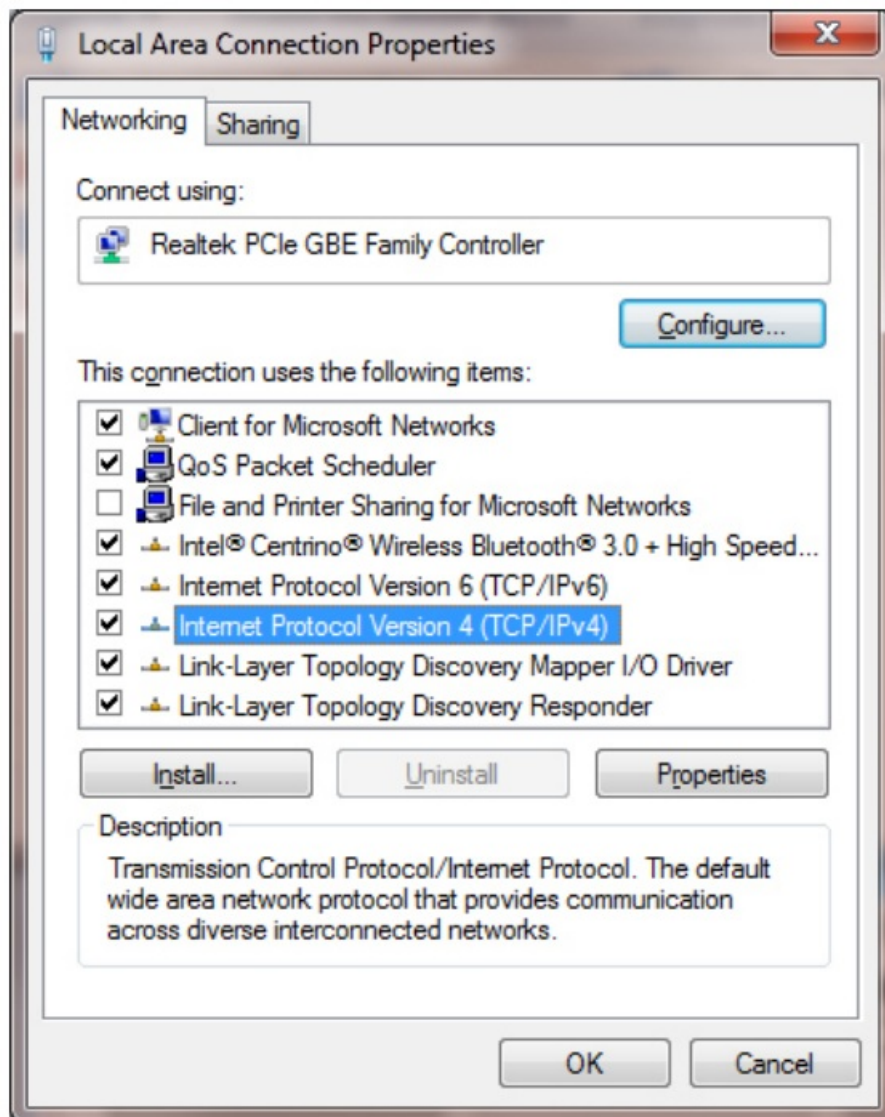 Local Area Connection Properties
Networking
Sharing
Connect using:
Realtek PCIe GBE Family Controller
Configure...
This connection uses the following items:
Client for Microsoft Networks
QoS Packet Scheduler
File and Printer Sharing for Microsoft Networks
Intel® Centrino® Wireless Bluetooth® 3.0 + High Speed...
Internet Protocol Version 6 (TCP/IPv6)
Internet Protocol Version 4 (TCP/IPv4)
Link-Layer Topology Discovery Mapper I/O Driver
Link-Layer Topology Discovery Responder
Install...
Uninstall
Properties
Description
Transmission Control Protocol/Internet Protocol. The default
wide area network protocol that provides communication
across diverse interconnected networks.
OK
Cancel